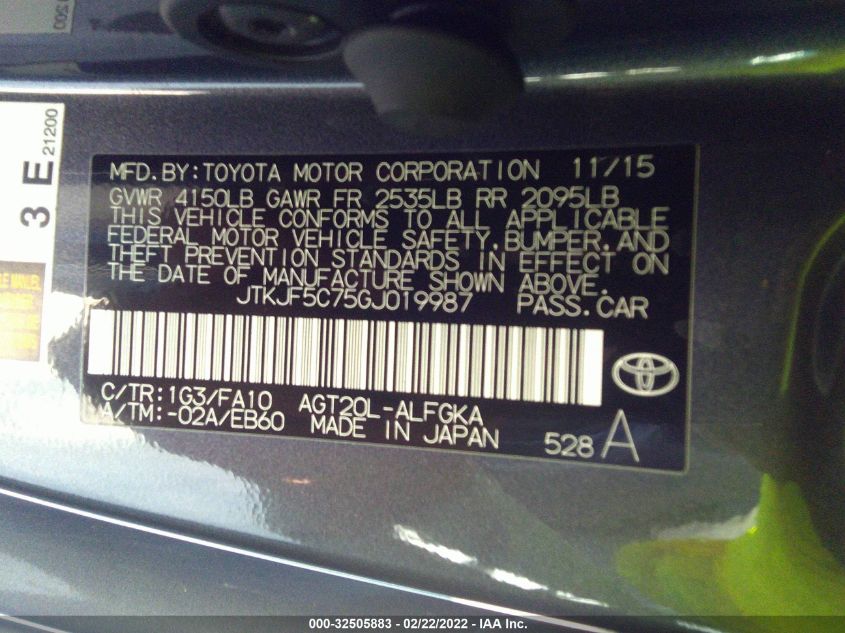 3 E
21200
MFD.BY:TOYOTA MOTOR CORPORATION 11/15
GVWR 4150LB GAWR FR 2535LB RR 2095LB
THIS VEHICLE CONFORMS TO ALL APPLICABLE
FEDERAL MOTOR VEHICLE SAFETY,BUMPER,AND
THEFT PREVENTION STANDARDS IN EFFECT ON
THE DATE OF MANUFACTURE SHOWN ABOVE.
JTKJF5C75GJ019987 PASS.CAR
C/TR:1G3/FA10 AGT20L-ALFGKA
A/TM:-02A/EB60 MADE IN JAPAN 528 A
000-32505883 - 02/22/2022 - IAA Inc.